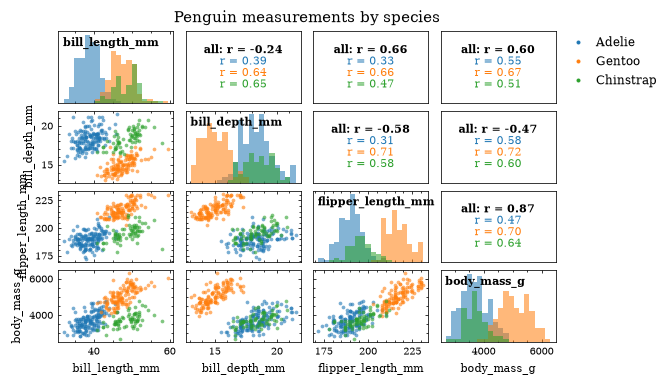 Penguin measurements by species
bill_length_mm
all: r = -0.24
r = 0.39
r = 0.64
r = 0.65
all: r = 0.66
r = 0.33
r = 0.66
r = 0.47
all: r = 0.60
r = 0.55
r = 0.67
r = 0.51
Adelie
Gentoo
Chinstrap
bill_depth_mm
20
15
bill_depth_mm
all: r = -0.58
r = 0.31
r = 0.71
r = 0.58
all: r = -0.47
r = 0.58
r = 0.72
r = 0.60
flipper_length_mm
225
200
175
flipper_length_mm
all: r = 0.87
r = 0.47
r = 0.70
r = 0.64
body_mass_g
6000
4000
body_mass_g
40
60
15
20
175
200
225
4000
6000
bill_length_mm
bill_depth_mm
flipper_length_mm
body_mass_g